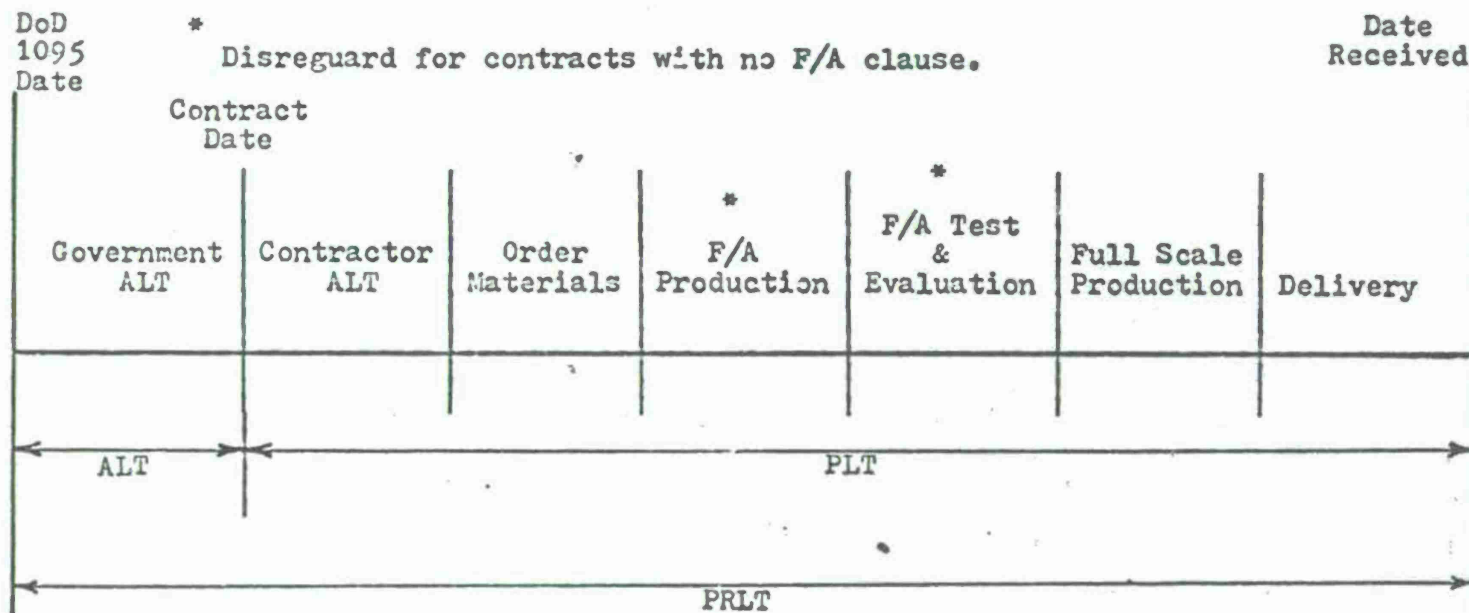 DoD
1095
Date
*
Disreguard for contracts with no F/A clause.
Date
Received
Contract
Date
Government
ALT
Contractor
ALT
Order
Materials
*
F/A
Production
*
F/A Test
&
Evaluation
Full Scale
Production
Delivery
ALT
PLT
PRLT